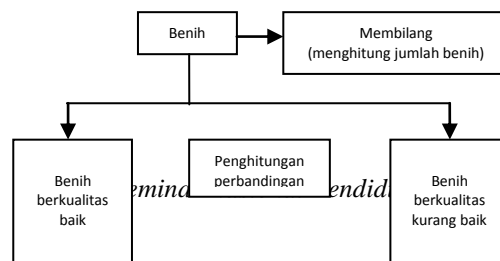 Benih
Membilang
(menghitung jumlah benih)
Penghitungan
perbandingan
Benih
berkualitas
baik
Benih
berkualitas
kurang baik